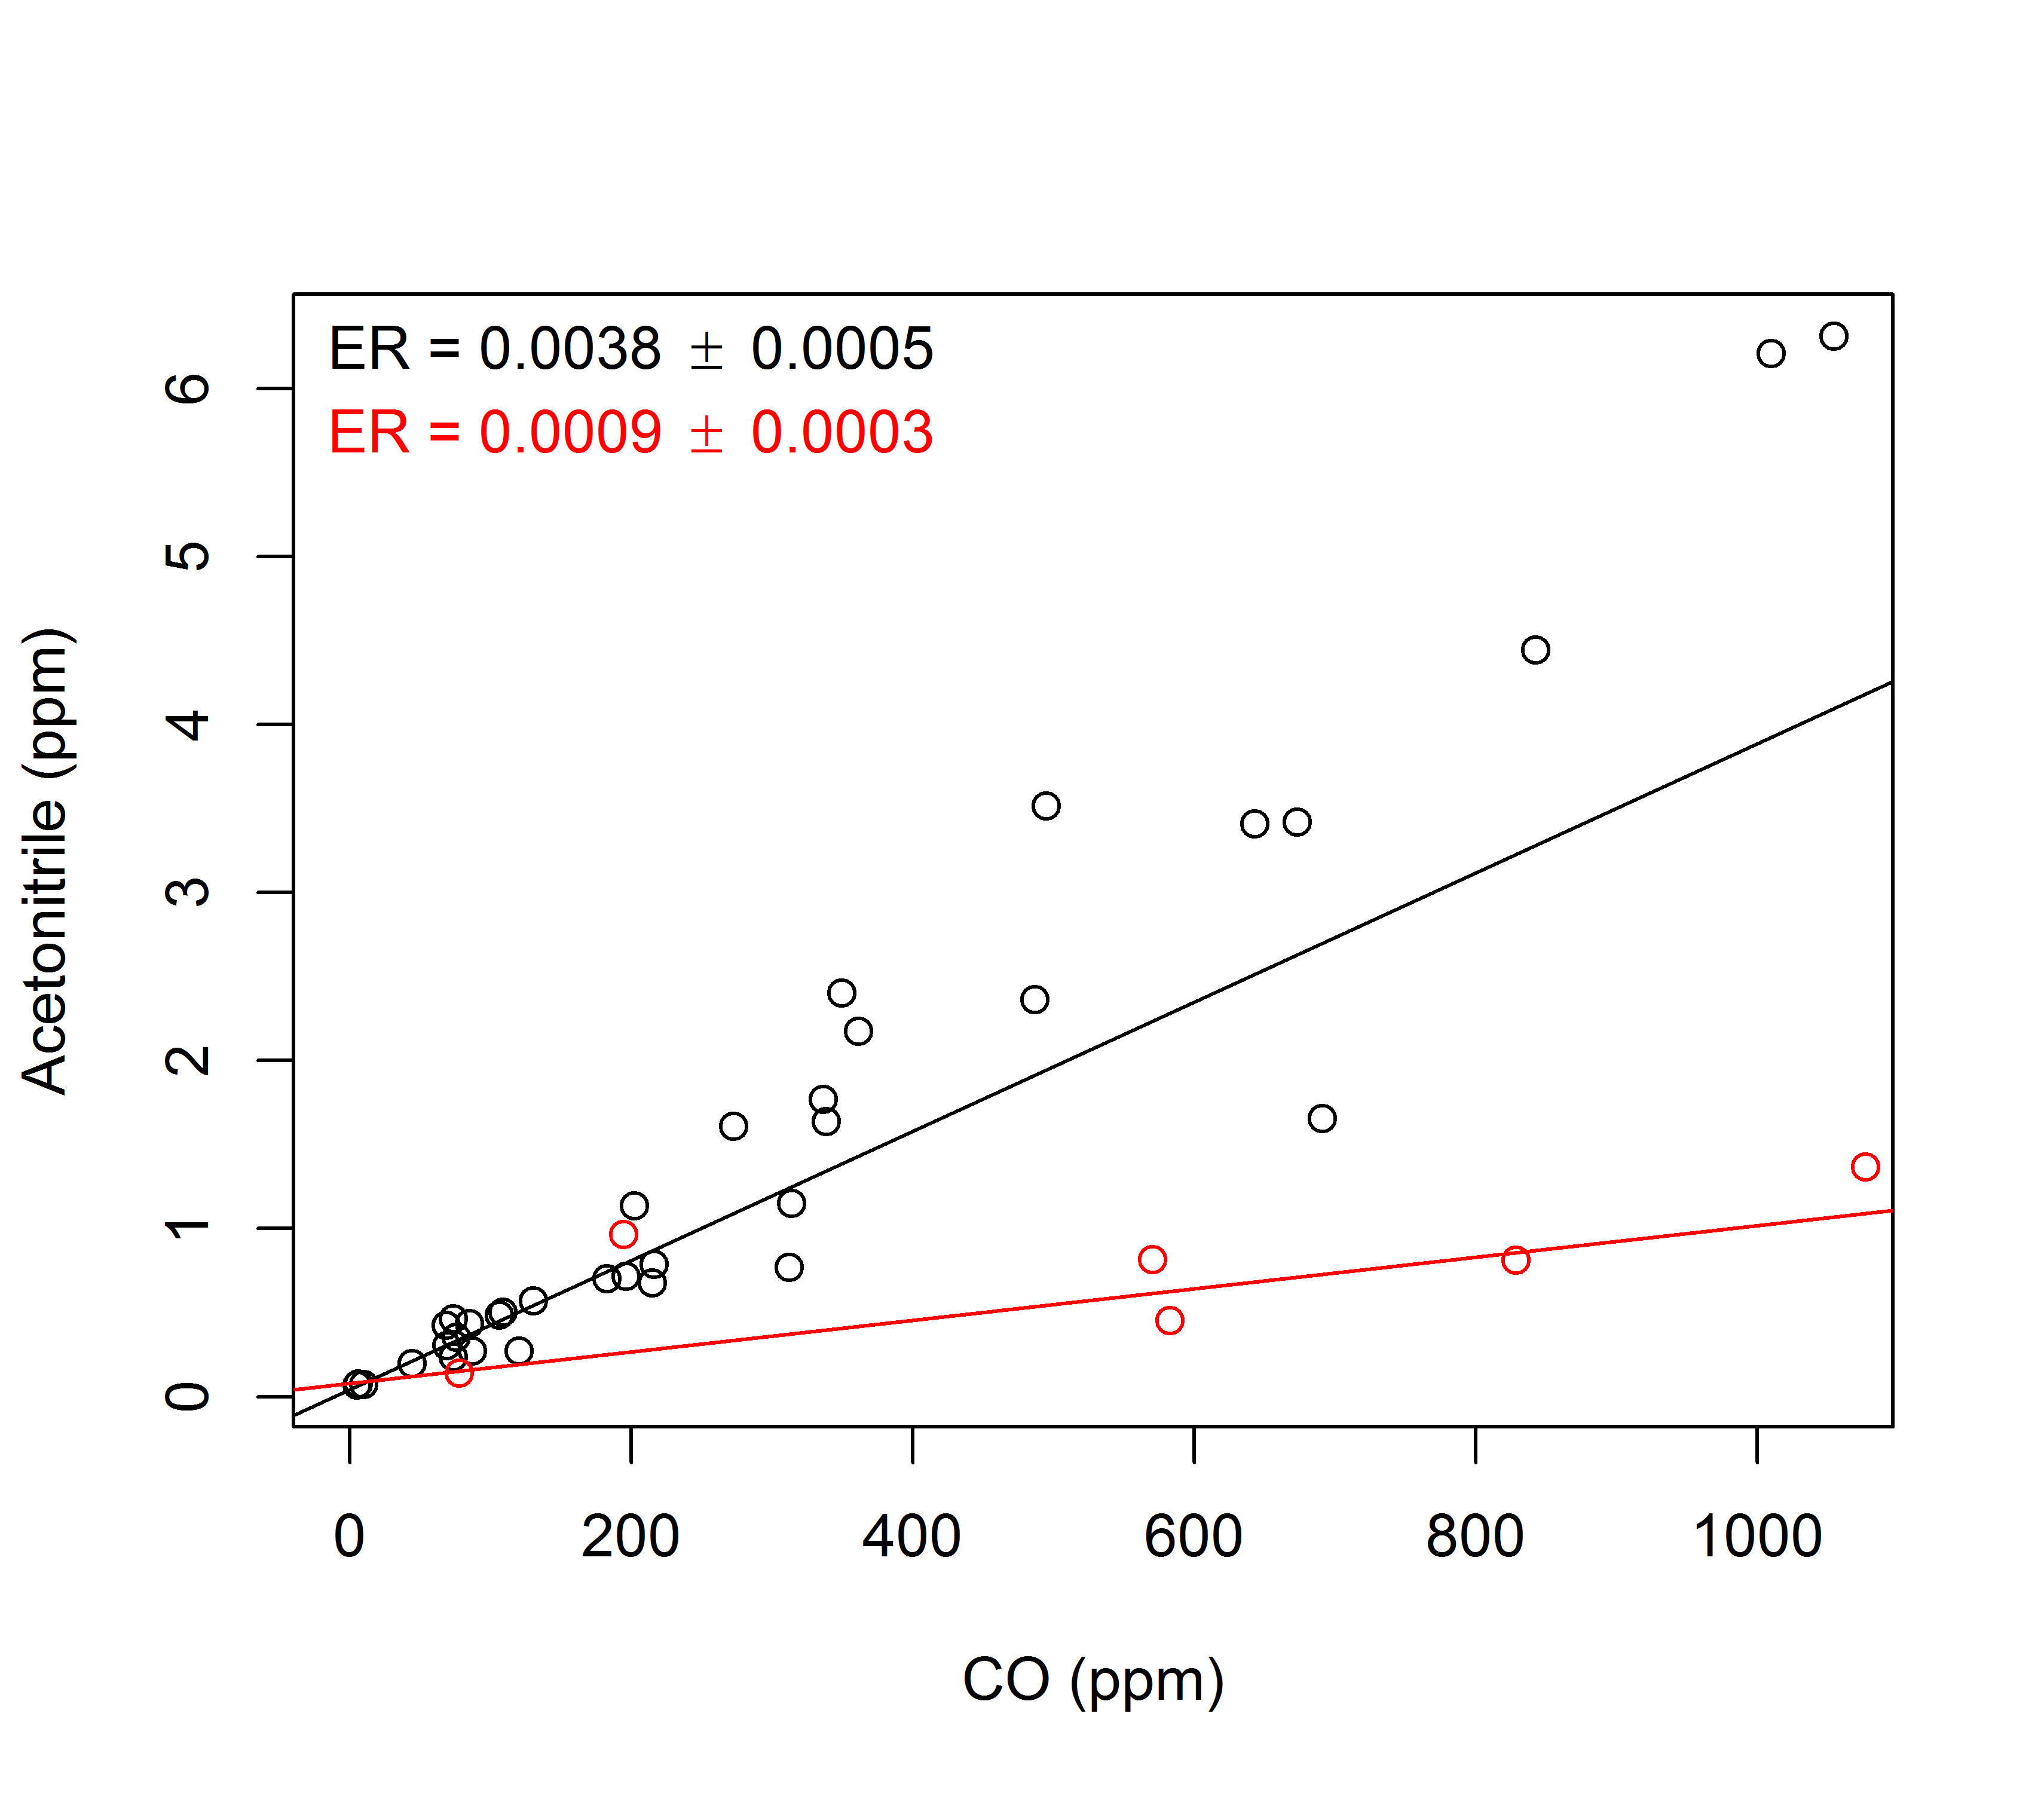 ER = 0.0038 ± 0.0005
ER = 0.0009 ± 0.0003
Acetonitrile (ppm)
6
5
4
3
2
1
0
0 200 400 600 800 1000
CO (ppm)